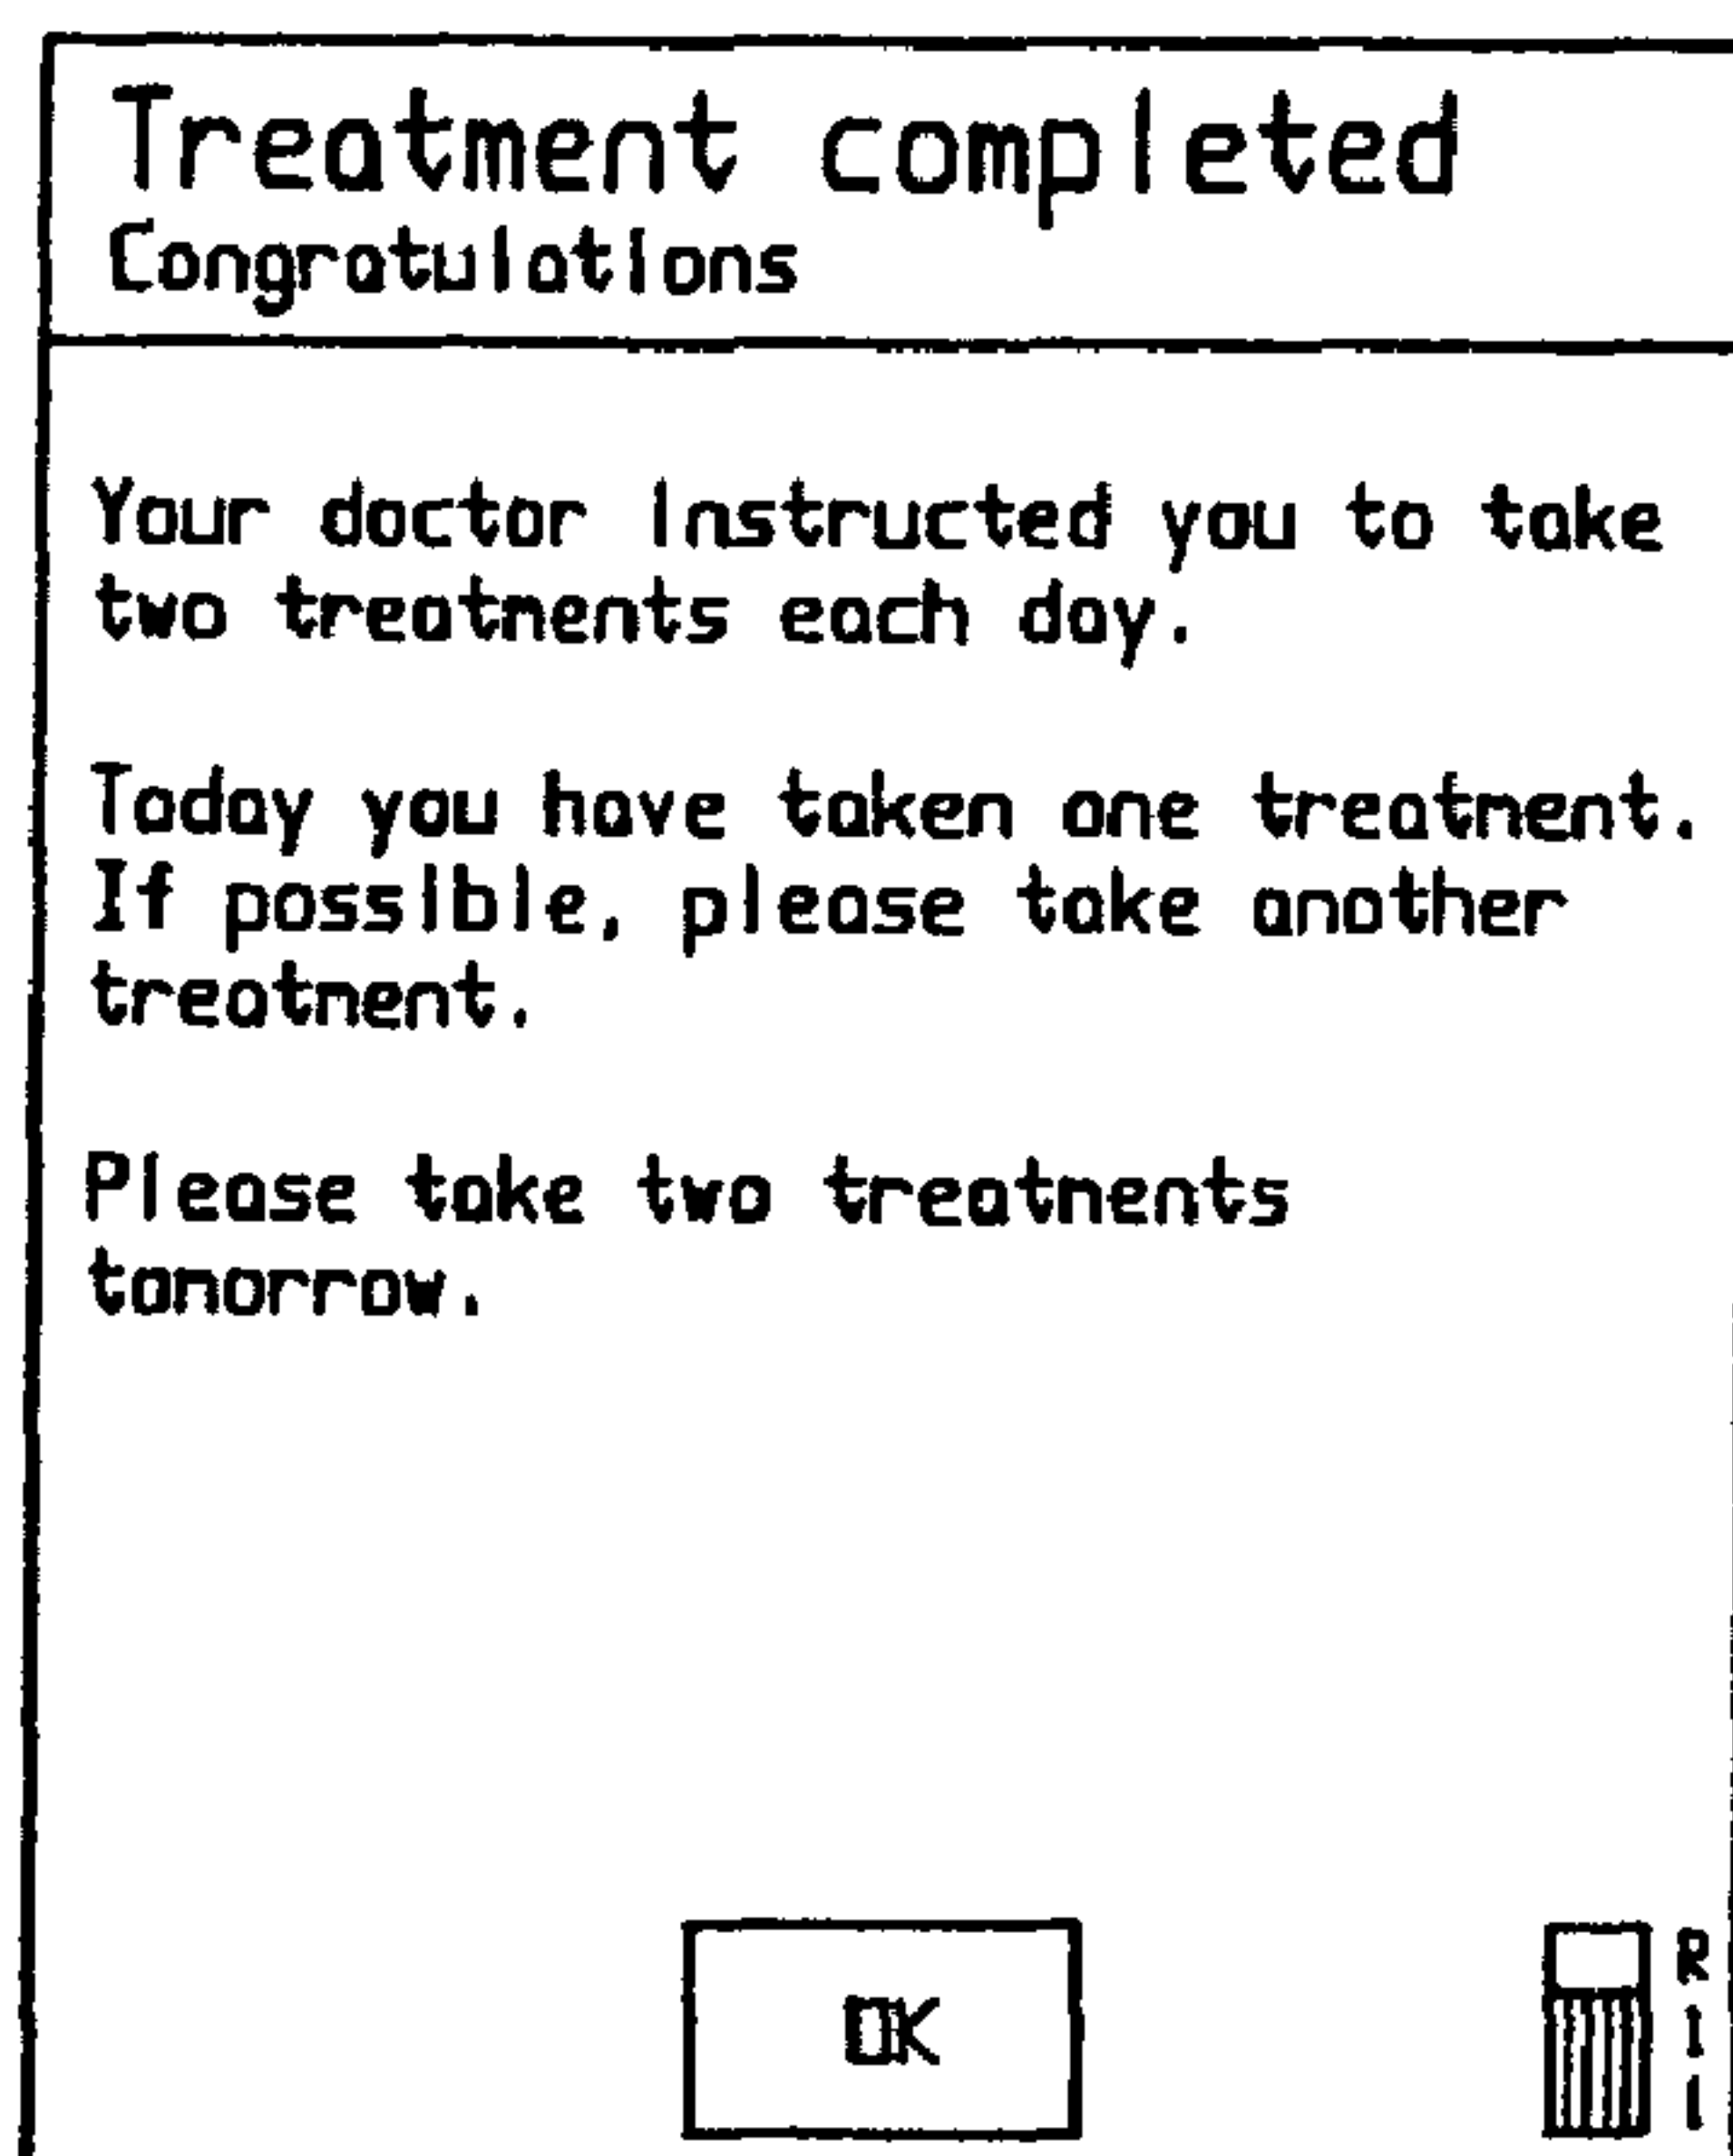 Treatment completed
Congratulations
Your doctor instructed you to take
two treatments each day.
Today you have taken one treatment.
If possible, please take another
treatment.
Please take two treatments
tomorrow.
OK